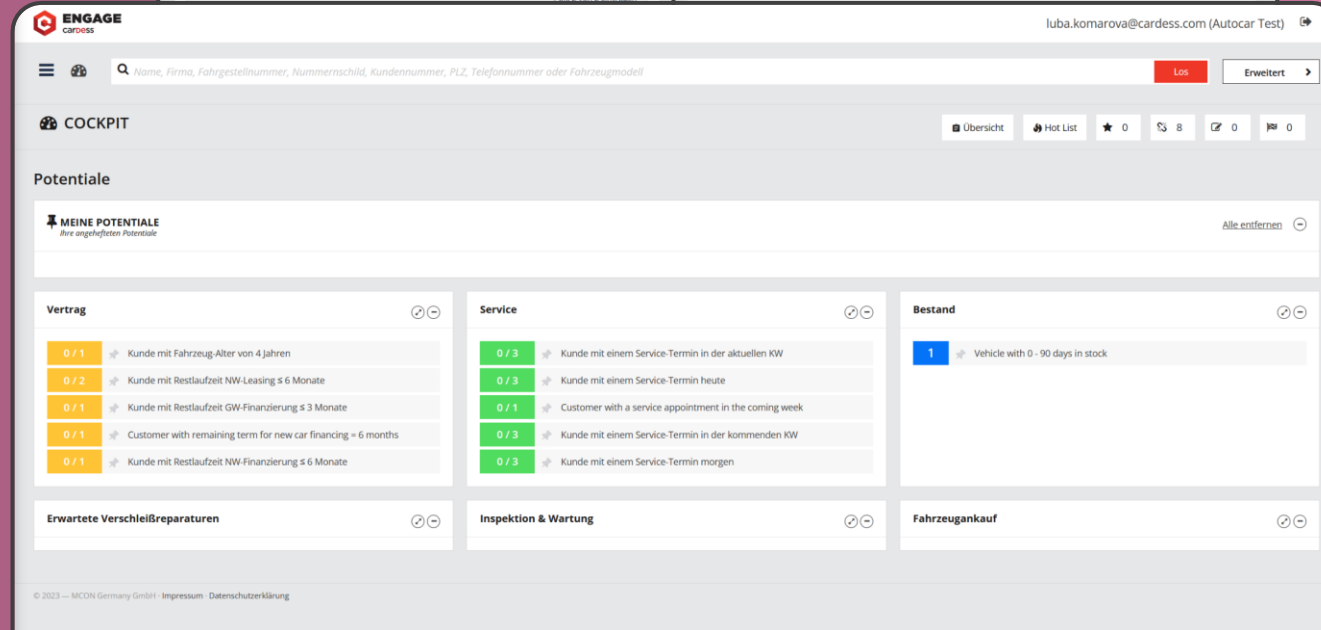 ENGAGE
cardess
luba.komarova@cardess.com (Autocar Test)
Name, Firma, Fahrgestellnummer, Nummernschild, Kundennummer, PLZ, Telefonnummer oder Fahrzeugmodell
Los
Erweitert
COCKPIT
Übersicht
Hot List
0
8
0
0
Potentiale
MEINE POTENTIALE
Ihre angehefteten Potentiale
Alle entfernen
Vertrag
0 / 1 Kunde mit Fahrzeug-Alter von 4 Jahren
0 / 2 Kunde mit Restlaufzeit NW-Leasing ≤ 6 Monate
0 / 1 Kunde mit Restlaufzeit GW-Finanzierung ≤ 3 Monate
0 / 1 Customer with remaining term for new car financing = 6 months
0 / 1 Kunde mit Restlaufzeit NW-Finanzierung ≤ 6 Monate
Service
0 / 3 Kunde mit einem Service-Termin in der aktuellen KW
0 / 3 Kunde mit einem Service-Termin heute
0 / 1 Customer with a service appointment in the coming week
0 / 3 Kunde mit einem Service-Termin in der kommenden KW
0 / 3 Kunde mit einem Service-Termin morgen
Bestand
1 Vehicle with 0 - 90 days in stock
Erwartete Verschleißreparaturen
Inspektion & Wartung
Fahrzeugankauf
© 2023 — MCON Germany GmbH · Impressum · Datenschutzerklärung